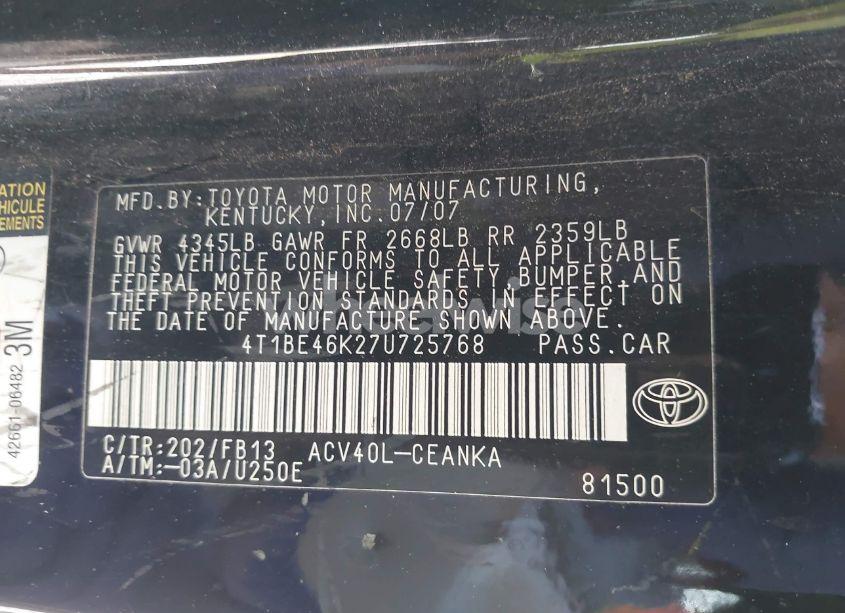 ATION
HICULE
EMENTS
42661-06482 3M
MFD.BY:TOYOTA MOTOR MANUFACTURING,
KENTUCKY,INC.07/07
GVWR 4345LB GAWR FR 2668LB RR 2359LB
THIS VEHICLE CONFORMS TO ALL APPLICABLE
FEDERAL MOTOR VEHICLE SAFETY,BUMPER,AND
THEFT PREVENTION STANDARDS IN EFFECT ON
THE DATE OF MANUFACTURE SHOWN ABOVE.
4T1BE46K27U725768 PASS.CAR
C/TR:202/FB13 ACV40L-CEANKA
A/TM:-03A/U250E
81500